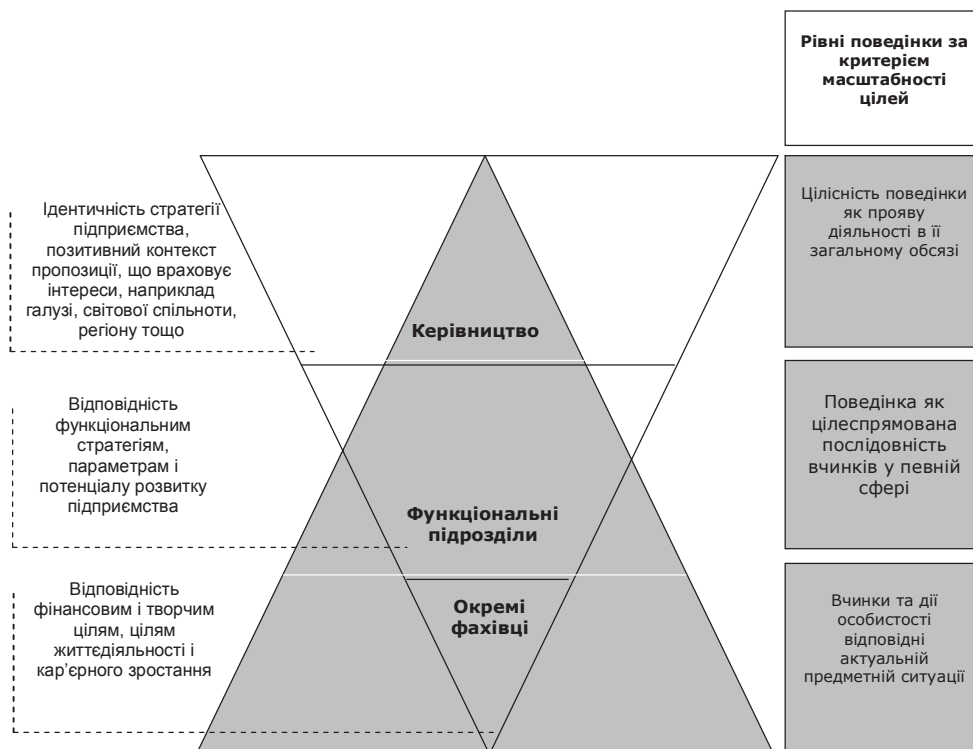 Рівні поведінки за
критерієм
масштабності
цілей
Ідентичність стратегії
підприємства,
позитивний контекст
пропозиції, що враховує
інтереси, наприклад
галузі, світової спільноти,
регіону тощо
Керівництво
Цілісність поведінки
як прояву
діяльності в її
загальному обсязі
Відповідність
функціональним
стратегіям,
параметрам і
потенціалу розвитку
підприємства
Функціональні
підрозділи
Поведінка як
цілеспрямована
послідовність
вчинків у певній
сфері
Відповідність
фінансовим і творчим
цілям, цілям
життєдіяльності і
кар’єрного зростання
Окремі
фахівці
Вчинки та дії
особистості
відповідні
актуальній
предметній ситуації